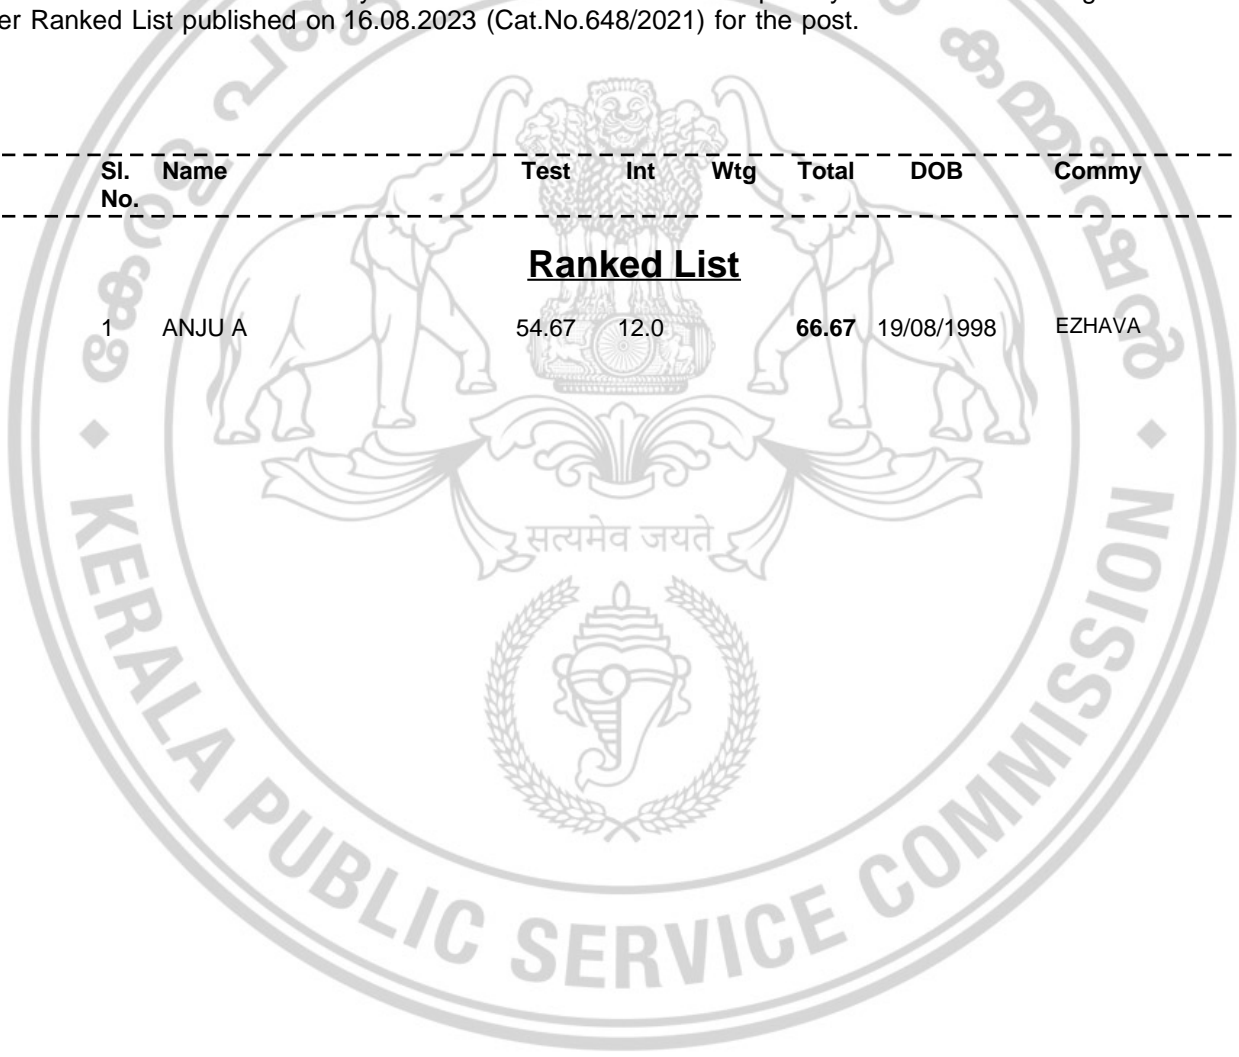 er Ranked List published on 16.08.2023 (Cat.No.648/2021) for the post.
Sl. Name Test Int Wtg Total DOB Commy
No.
Ranked List
1 ANJU A 54.67 12.0 66.67 19/08/1998 EZHAVA
सत्यमेव जयते
KERALA PUBLIC SERVICE COMMISSION